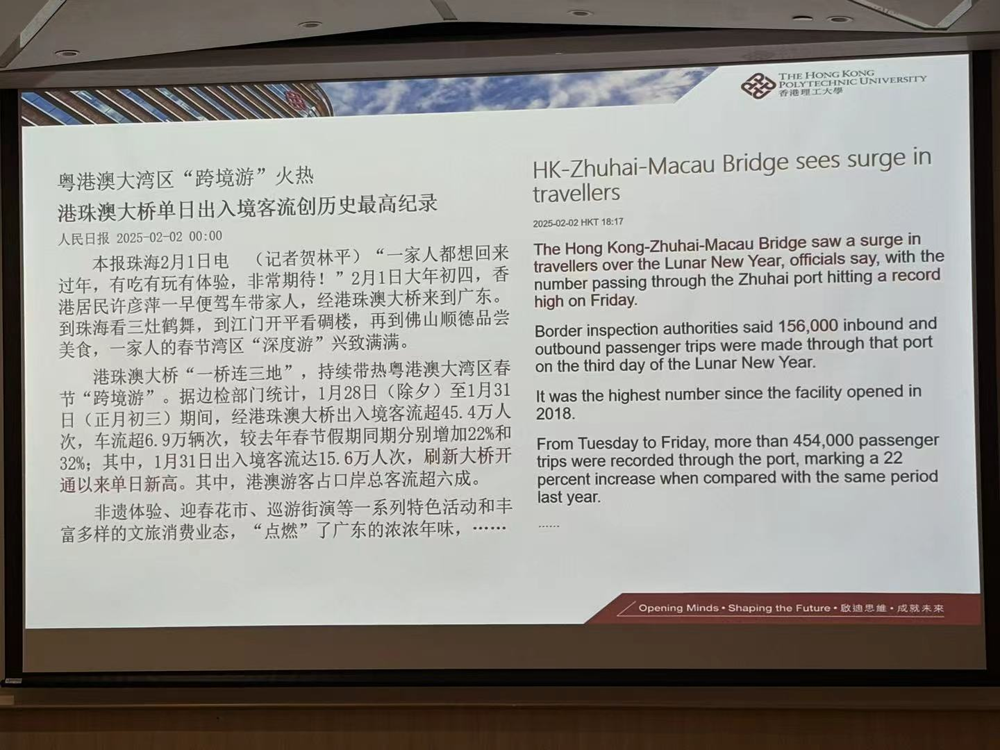 THE HONG KONG
POLYTECHNIC UNIVERSITY
香港理工大學
粤港澳大湾区“跨境游”火热
港珠澳大桥单日出入境客流创历史最高纪录
人民日报 2025-02-02 00:00
本报珠海2月1日电 （记者贺林平）“一家人都想回来
过年，有吃有玩有体验，非常期待！”2月1日大年初四，香
港居民许彦萍一早便驾车带家人，经港珠澳大桥来到广东。
到珠海看三灶鹤舞，到江门开平看碉楼，再到佛山顺德品尝
美食，一家人的春节湾区“深度游”兴致满满。
港珠澳大桥“一桥连三地”，持续带热粤港澳大湾区春
节“跨境游”。据边检部门统计，1月28日（除夕）至1月31
日（正月初三）期间，经港珠澳大桥出入境客流超45.4万人
次，车流超6.9万辆次，较去年春节假期同期分别增加22%和
32%；其中，1月31日出入境客流达15.6万人次，刷新大桥开
通以来单日新高。其中，港澳游客占口岸总客流超六成。
非遗体验、迎春花市、巡游街演等一系列特色活动和丰
富多样的文旅消费业态，“点燃”了广东的浓浓年味，……
HK-Zhuhai-Macau Bridge sees surge in
travellers
2025-02-02 HKT 18:17
The Hong Kong-Zhuhai-Macau Bridge saw a surge in
travellers over the Lunar New Year, officials say, with the
number passing through the Zhuhai port hitting a record
high on Friday.
Border inspection authorities said 156,000 inbound and
outbound passenger trips were made through that port
on the third day of the Lunar New Year.
It was the highest number since the facility opened in
2018.
From Tuesday to Friday, more than 454,000 passenger
trips were recorded through the port, marking a 22
percent increase when compared with the same period
last year.
......
Opening Minds • Shaping the Future • 啟迪思維 • 成就未來